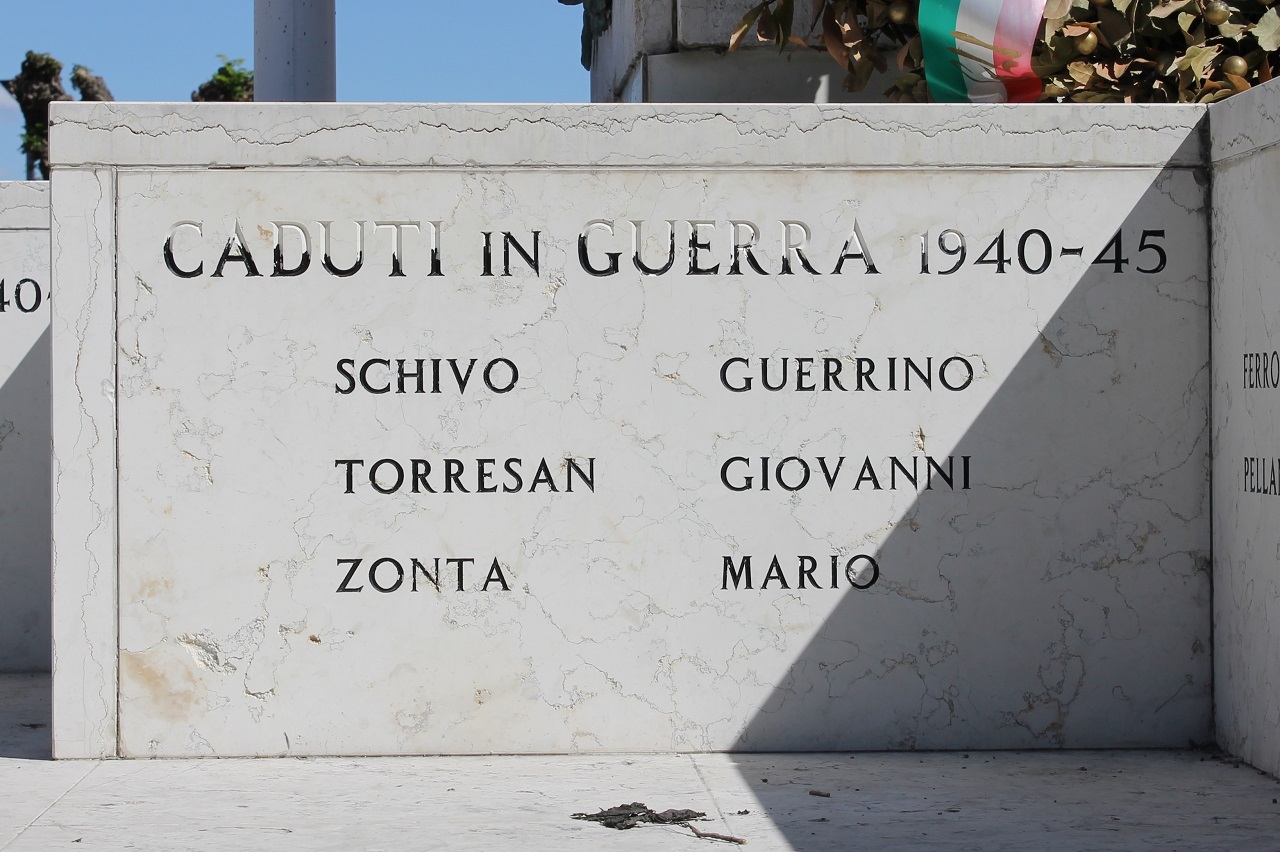 CADUTI IN GUERRA 1940-45
SCHIVO GUERRINO
TORRESAN GIOVANNI
ZONTA MARIO